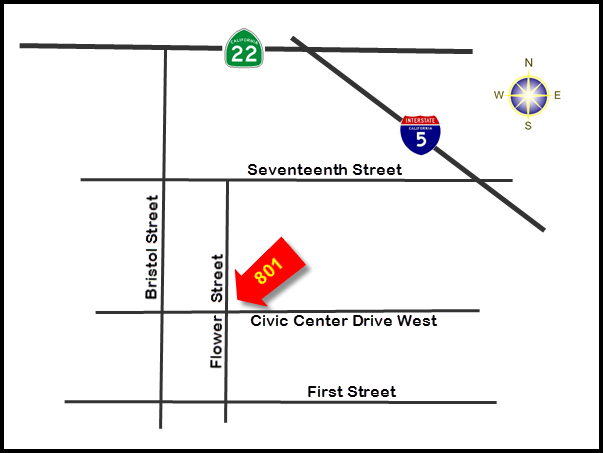 CALIFORNIA
22
N
W E
S
INTERSTATE
CALIFORNIA
5
Seventeenth Street
Bristol Street
Flower Street
801
Civic Center Drive West
First Street